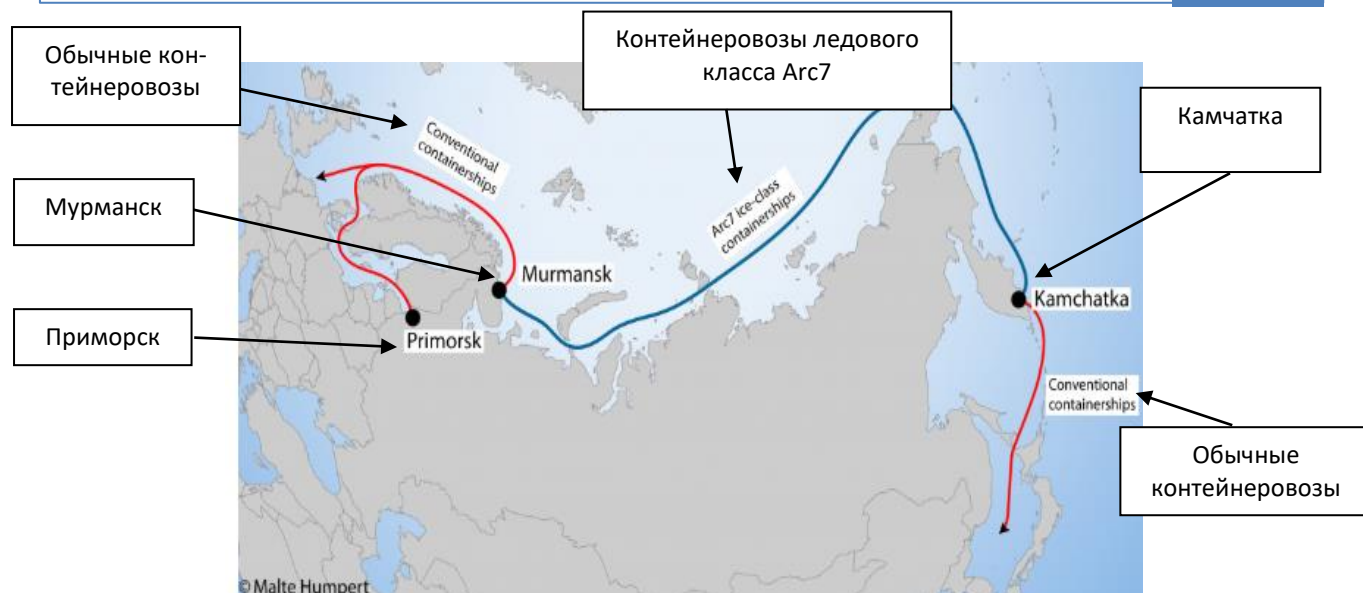 Обычные кон-
тейнеровозы
Контейнеровозы ледового
класса Arc7
Камчатка
Conventional
containerships
Мурманск
Arc7 ice-class
containerships
Murmansk
Kamchatka
Приморск
Primorsk
Conventional
containerships
Обычные
контейнеровозы
© Malte Humpert